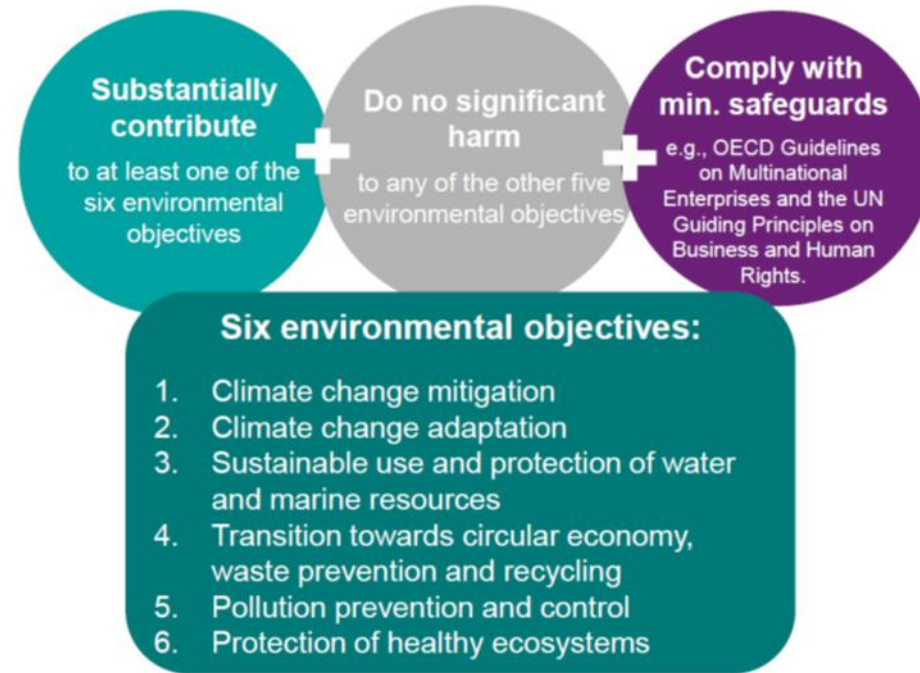 Substantially
contribute
to at least one of the
six environmental
objectives
Do no significant
harm
to any of the other five
environmental objectives
Comply with
min. safeguards
e.g., OECD Guidelines
on Multinational
Enterprises and the UN
Guiding Principles on
Business and Human
Rights.
Six environmental objectives:
1. Climate change mitigation
2. Climate change adaptation
3. Sustainable use and protection of water
and marine resources
4. Transition towards circular economy,
waste prevention and recycling
5. Pollution prevention and control
6. Protection of healthy ecosystems